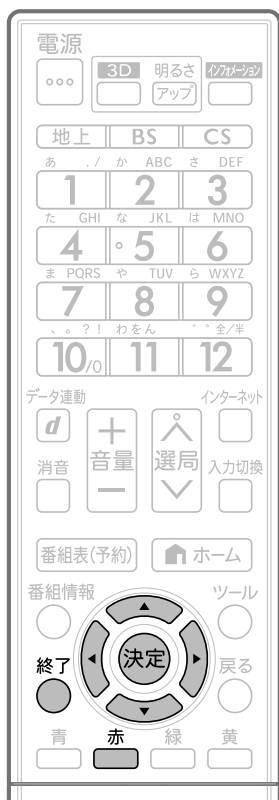 電源
3D 明るさ インフォメーション
アップ
地上 BS CS
あ ./ か ABC さ DEF
1 2 3
た GHI な JKL は MNO
4 5 6
ま PQRS や TUV ら WXYZ
7 8 9
、。?! わをん ゛゜全/半
10/0 11 12
データ連動 インターネット
d + ∧
消音 音量 選局 入力切換
− ∨
番組表(予約) ホーム
番組情報 ツール
決定
終了 戻る
青 赤 緑 黄